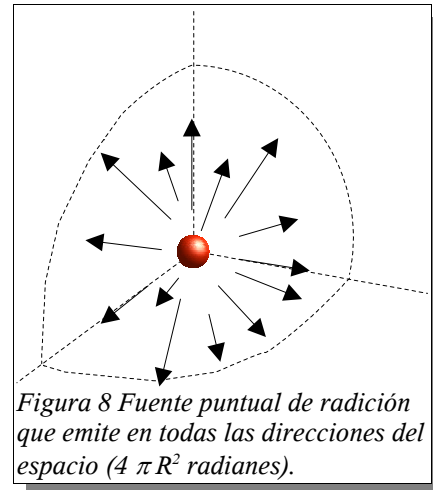 Figura 8 Fuente puntual de radición
que emite en todas las direcciones del
espacio (4 π R² radianes).